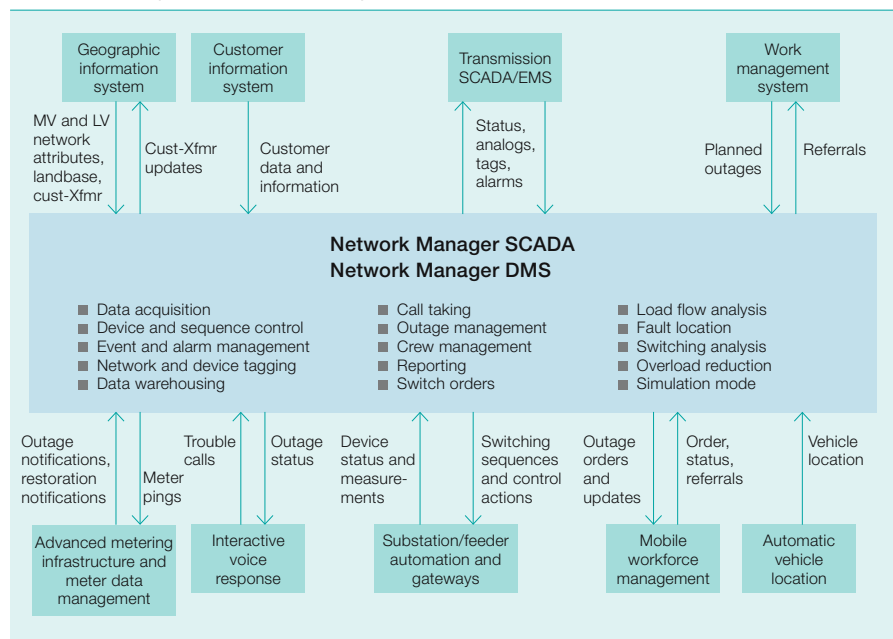 Geographic
information
system
Customer
information
system
Transmission
SCADA/EMS
Work
management
system
MV and LV
network
attributes,
landbase,
cust-Xfmr
Cust-Xfmr
updates
Customer
data and
information
Status,
analogs,
tags,
alarms
Planned
outages
Referrals
Network Manager SCADA
Network Manager DMS
Data acquisition
Device and sequence control
Event and alarm management
Network and device tagging
Data warehousing
Call taking
Outage management
Crew management
Reporting
Switch orders
Load flow analysis
Fault location
Switching analysis
Overload reduction
Simulation mode
Outage
notifications,
restoration
notifications
Meter
pings
Trouble
calls
Outage
status
Device
status and
measure-
ments
Switching
sequences
and control
actions
Outage
orders
and
updates
Order,
status,
referrals
Vehicle
location
Advanced metering
infrastructure and
meter data
management
Interactive
voice
response
Substation/feeder
automation and
gateways
Mobile
workforce
management
Automatic
vehicle
location